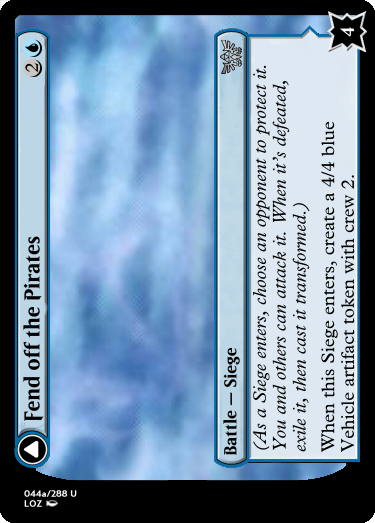 Fend off the Pirates 2
Battle — Siege
(As a Siege enters, choose an opponent to protect it.
You and others can attack it. When it's defeated,
exile it, then cast it transformed.)
When this Siege enters, create a 4/4 blue
Vehicle artifact token with crew 2.
4
044a/288 U
LOZ